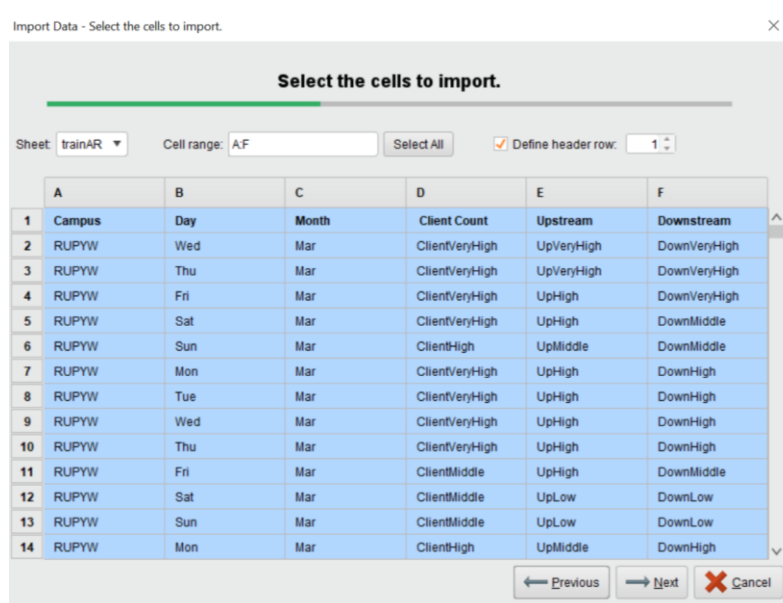 Import Data - Select the cells to import.
Select the cells to import.
Sheet: trainAR Cell range: A:F Select All Define header row: 1
A B C D E F
1 Campus Day Month Client Count Upstream Downstream
2 RUPYW Wed Mar ClientVeryHigh UpVeryHigh DownVeryHigh
3 RUPYW Thu Mar ClientVeryHigh UpVeryHigh DownVeryHigh
4 RUPYW Fri Mar ClientVeryHigh UpHigh DownVeryHigh
5 RUPYW Sat Mar ClientVeryHigh UpHigh DownMiddle
6 RUPYW Sun Mar ClientHigh UpMiddle DownMiddle
7 RUPYW Mon Mar ClientVeryHigh UpHigh DownHigh
8 RUPYW Tue Mar ClientVeryHigh UpHigh DownHigh
9 RUPYW Wed Mar ClientVeryHigh UpHigh DownHigh
10 RUPYW Thu Mar ClientVeryHigh UpHigh DownHigh
11 RUPYW Fri Mar ClientMiddle UpHigh DownMiddle
12 RUPYW Sat Mar ClientMiddle UpLow DownLow
13 RUPYW Sun Mar ClientMiddle UpLow DownLow
14 RUPYW Mon Mar ClientHigh UpMiddle DownHigh
Previous Next Cancel